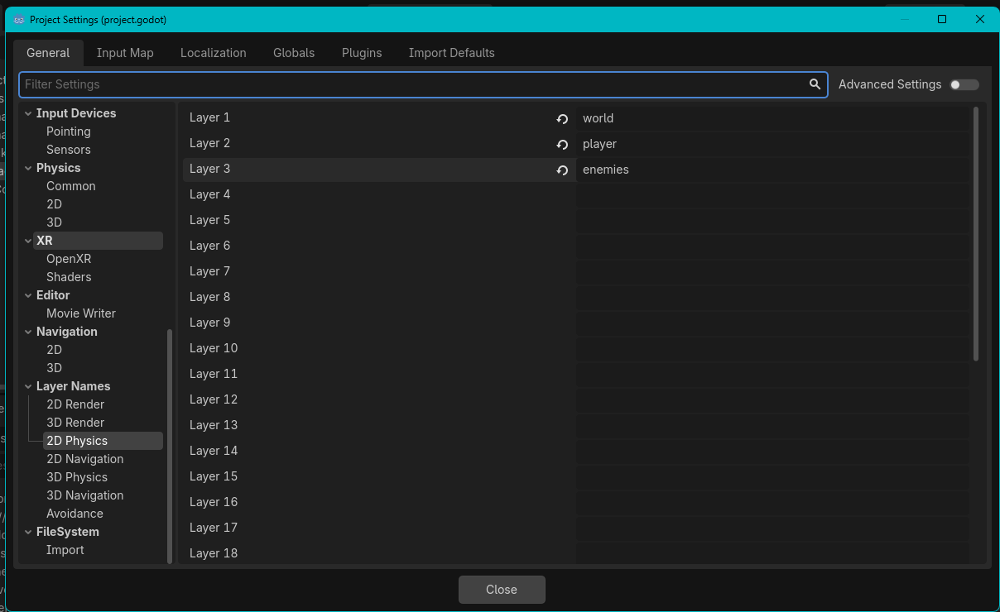 Project Settings (project.godot)
General Input Map Localization Globals Plugins Import Defaults
Filter Settings Advanced Settings
Input Devices
Pointing
Sensors
Physics
Common
2D
3D
XR
OpenXR
Shaders
Editor
Movie Writer
Navigation
2D
3D
Layer Names
2D Render
3D Render
2D Physics
2D Navigation
3D Physics
3D Navigation
Avoidance
FileSystem
Import
Layer 1 world
Layer 2 player
Layer 3 enemies
Layer 4
Layer 5
Layer 6
Layer 7
Layer 8
Layer 9
Layer 10
Layer 11
Layer 12
Layer 13
Layer 14
Layer 15
Layer 16
Layer 17
Layer 18
Close